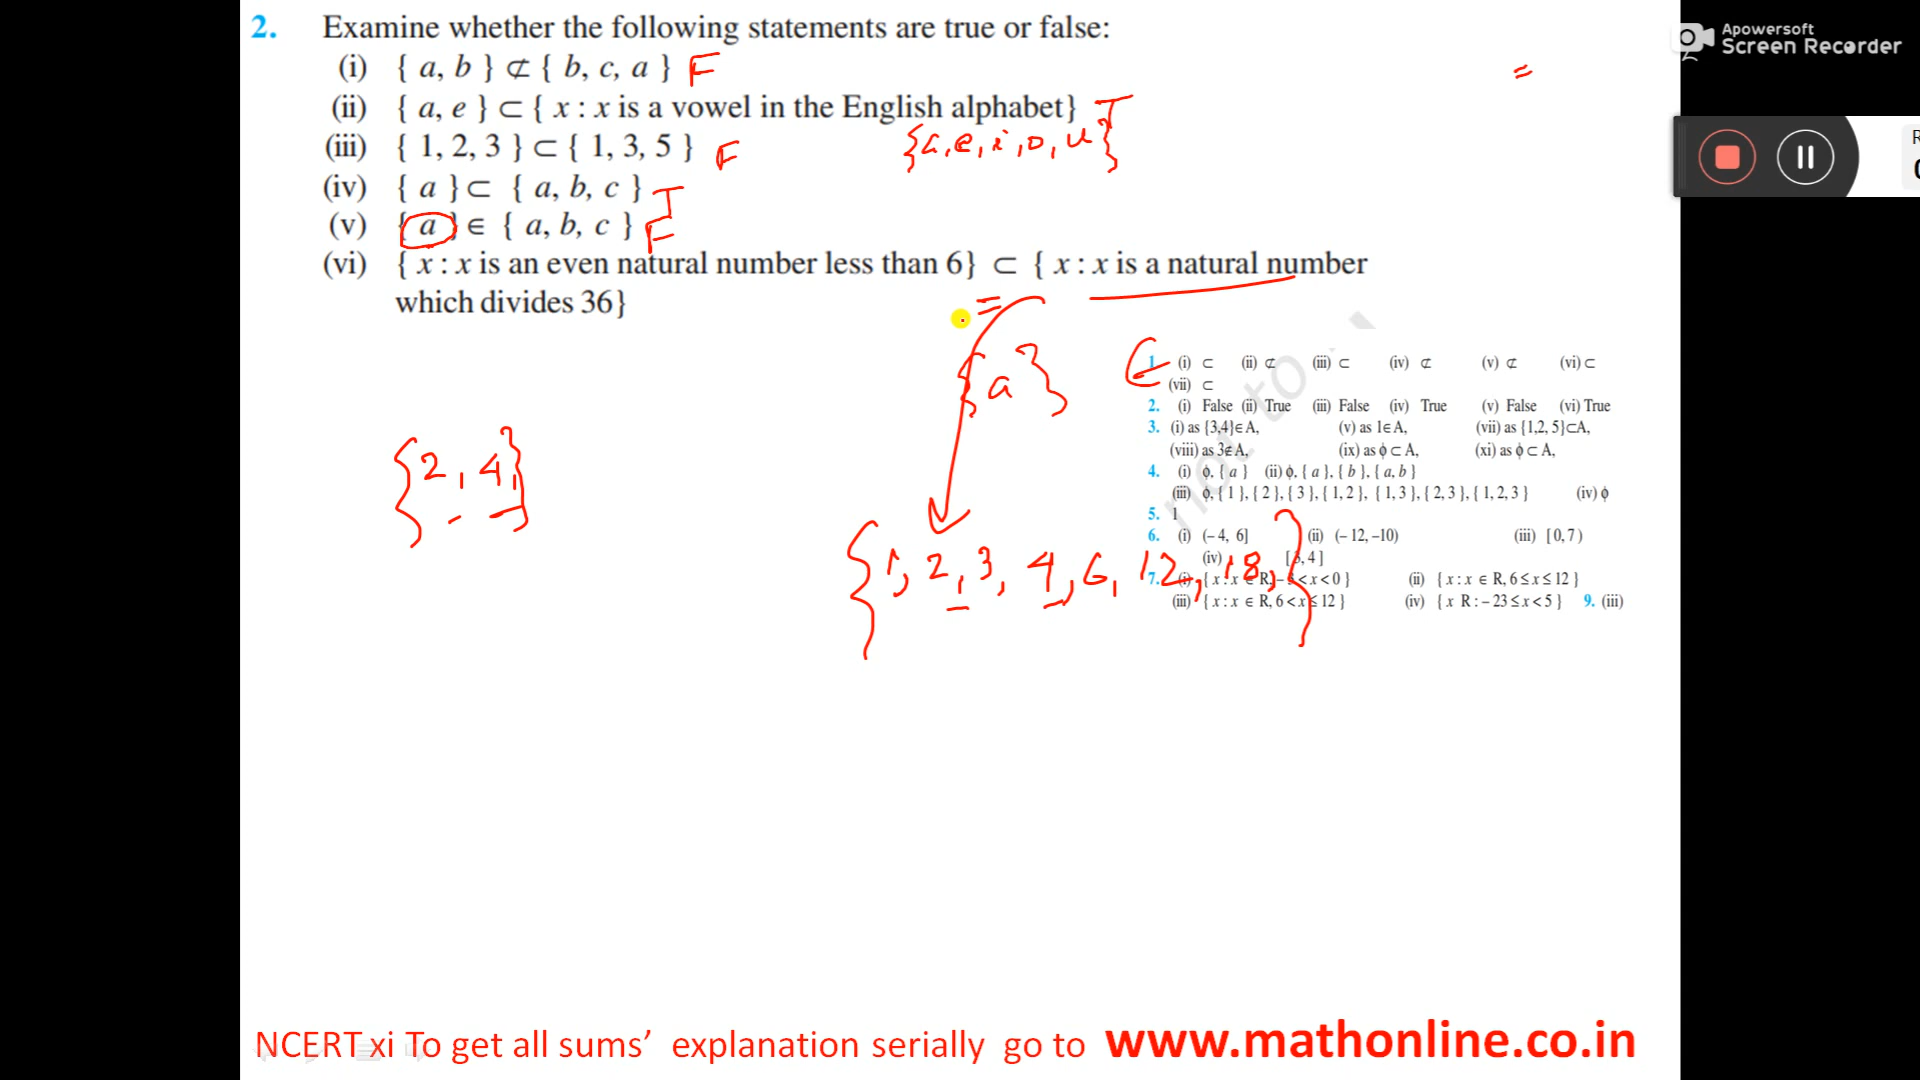 2. Examine whether the following statements are true or false:
(i) { a, b } ⊄ { b, c, a } F
(ii) { a, e } ⊂ { x : x is a vowel in the English alphabet} T
{a, e, i, o, u}
(iii) { 1, 2, 3 } ⊂ { 1, 3, 5 } F
(iv) { a } ⊂ { a, b, c } T
(v) { a } ∈ { a, b, c } F
(vi) { x : x is an even natural number less than 6} ⊂ { x : x is a natural number
which divides 36}
=
=
{a}
∈
{2, 4}
{1, 2, 3, 4, 6, 12, 18, }
1. (i) ⊂ (ii) ⊄ (iii) ⊂ (iv) ⊄ (v) ⊄ (vi) ⊂
(vii) ⊂
2. (i) False (ii) True (iii) False (iv) True (v) False (vi) True
3. (i) as {3,4}∈A, (v) as 1∈A, (vii) as {1,2, 5}⊂A,
(viii) as 3∉A, (ix) as ϕ ⊂ A, (xi) as ϕ ⊂ A,
4. (i) ϕ, { a } (ii) ϕ, { a }, { b }, { a, b }
(iii) ϕ, { 1 }, { 2 }, { 3 }, { 1, 2 }, { 1, 3 }, { 2, 3 }, { 1, 2, 3 } (iv) ϕ
5. 1
6. (i) (– 4, 6] (ii) (– 12, –10) (iii) [ 0, 7 )
(iv) , 4 ]
7. (i) { x : x ∈ R, – < x < 0 } (ii) { x : x ∈ R, 6 ≤ x ≤ 12 }
(iii) { x : x ∈ R, 6 < x ≤ 12 } (iv) { x R : – 23 ≤ x < 5 } 9. (iii)
not to
Apowersoft
Screen Recorder
R
NCERT xi To get all sums’ explanation serially go to www.mathonline.co.in